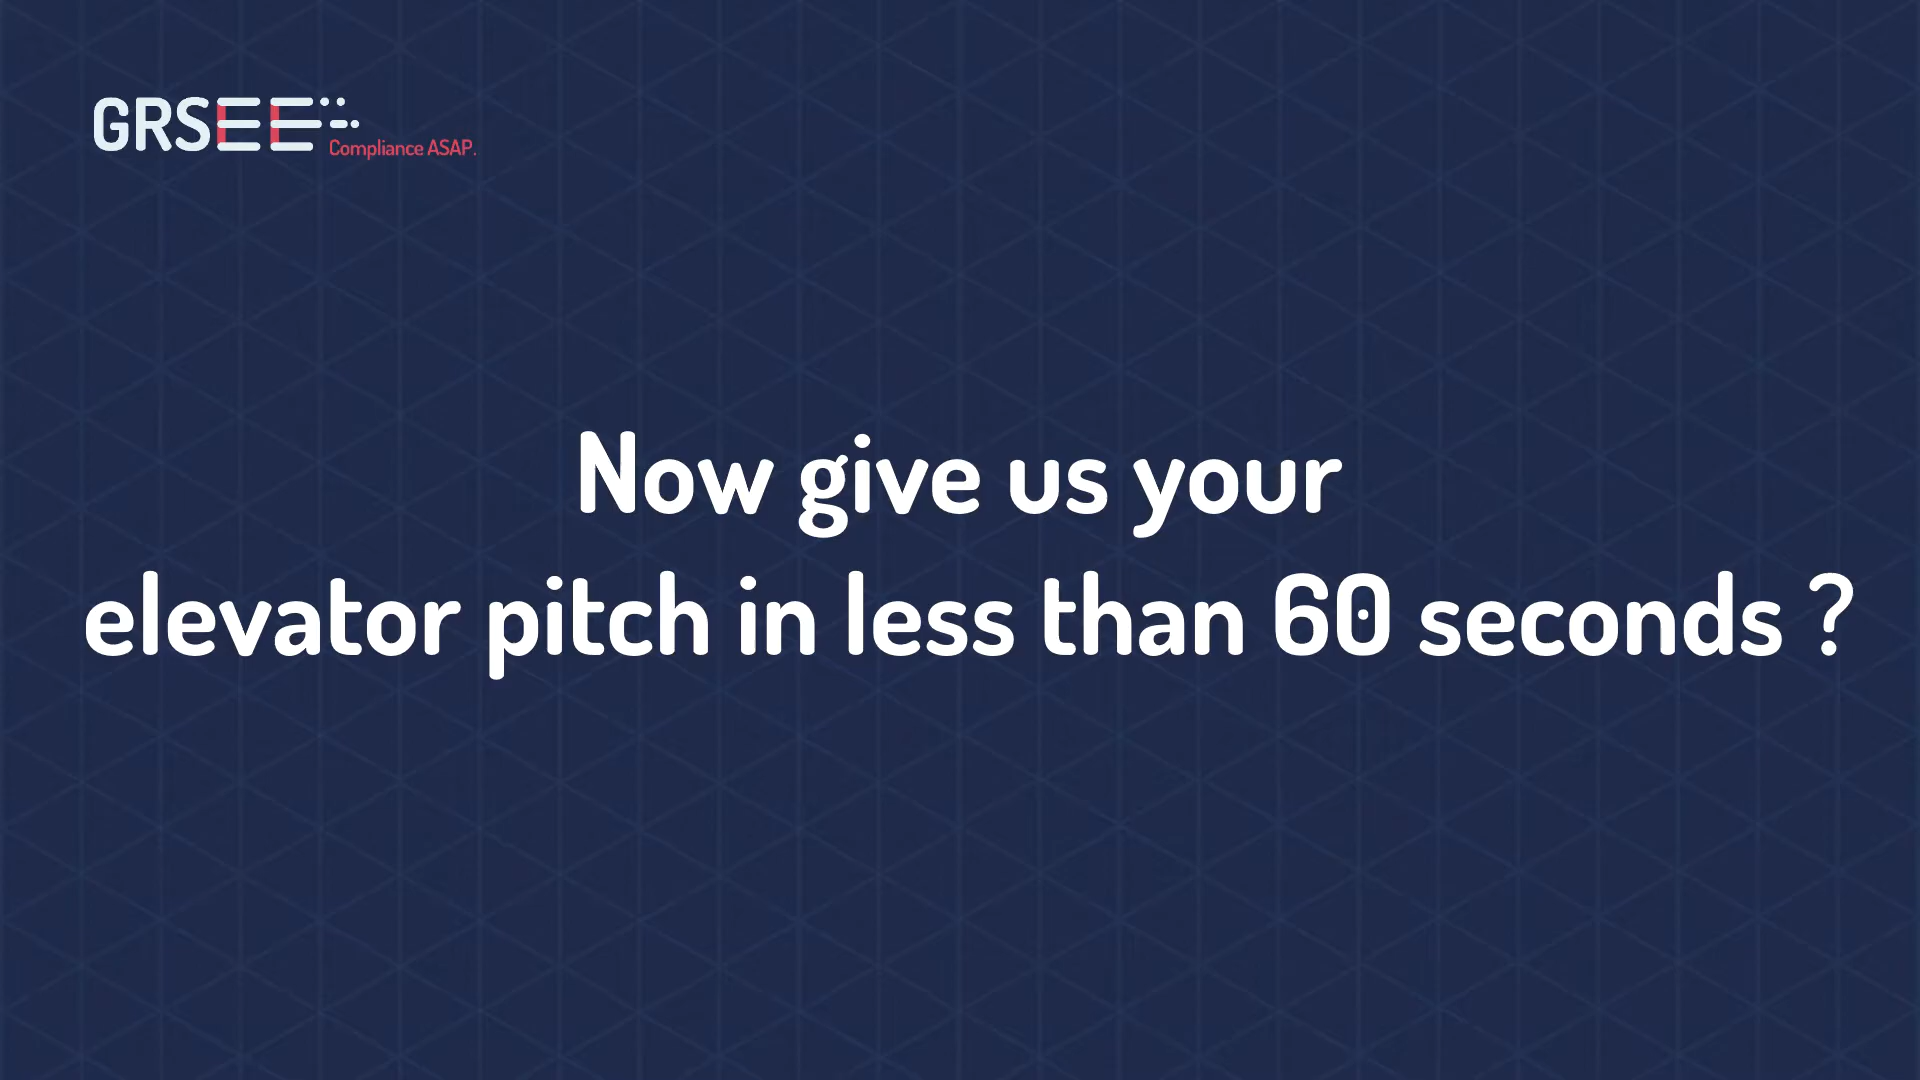 GRSEE
Compliance ASAP.
Now give us your
elevator pitch in less than 60 seconds ?